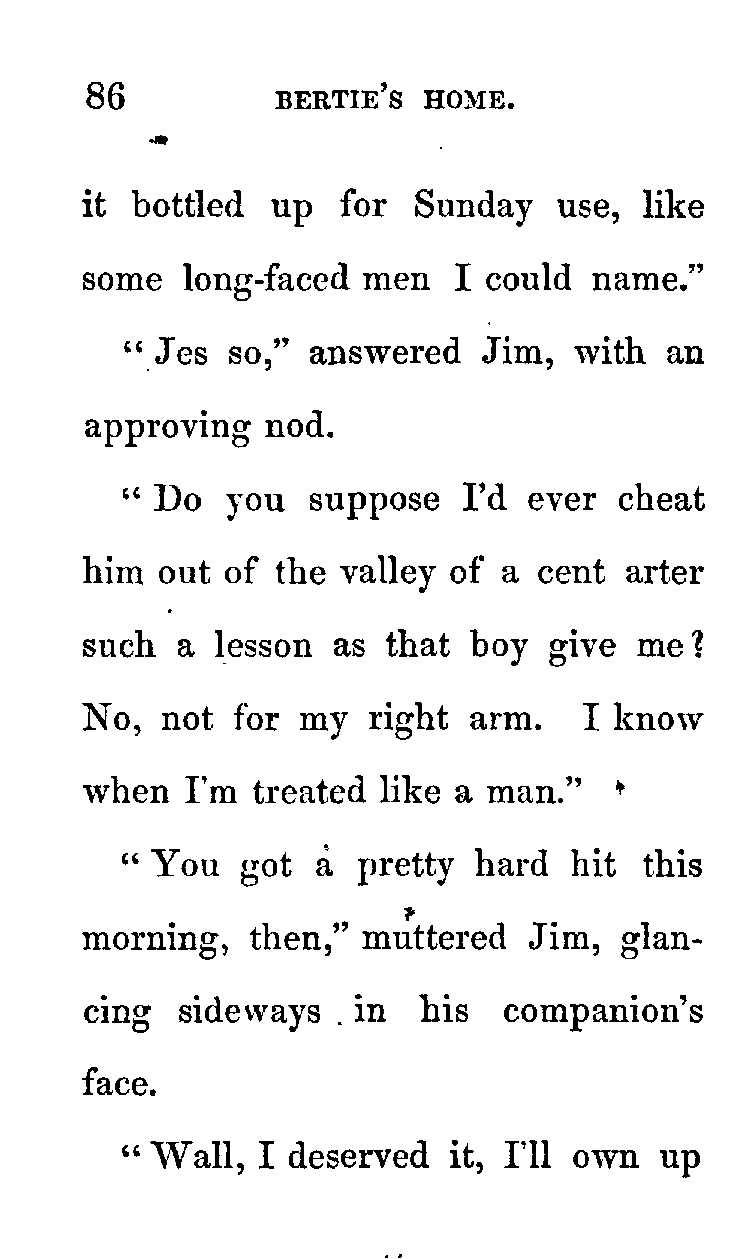 86 BERTIE'S HOME.
it bottled up for Sunday use, like
some long-faced men I could name."
"Jes so," answered Jim, with an
approving nod.
"Do you suppose I'd ever cheat
him out of the valley of a cent arter
such a lesson as that boy give me?
No, not for my right arm. I know
when I'm treated like a man."
"You got a pretty hard hit this
morning, then," muttered Jim, glan-
cing sideways in his companion's
face.
"Wall, I deserved it, I'll own up